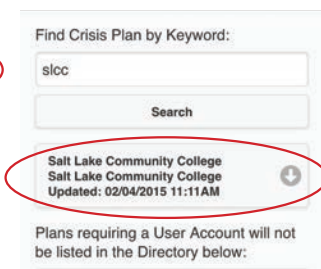 Find Crisis Plan by Keyword:
slcc
Search
Salt Lake Community College
Salt Lake Community College
Updated: 02/04/2015 11:11AM
Plans requiring a User Account will not
be listed in the Directory below: